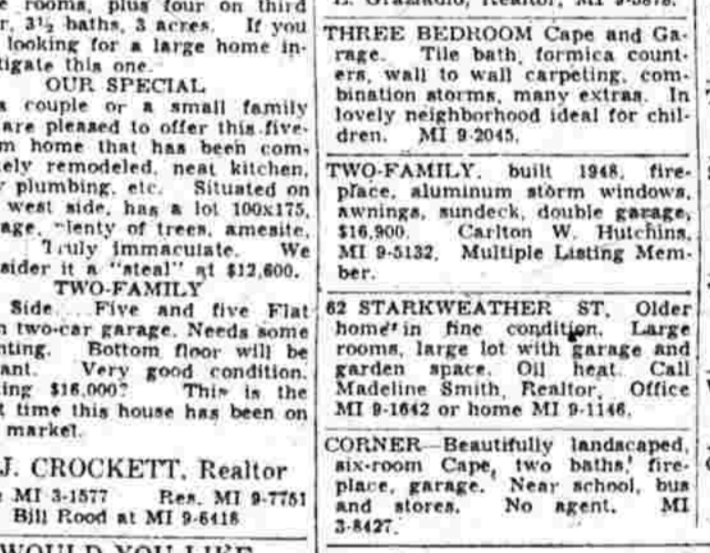 rooms, plus four on third
r, 3½ baths, 3 acres. If you
looking for a large home in-
tigate this one.
OUR SPECIAL
a couple or a small family
are pleased to offer this five-
m home that has been com-
ely remodeled, neat kitchen,
plumbing, etc. Situated on
west side, has a lot 100x175,
age, plenty of trees, amesite,
Truly immaculate. We
sider it a "steal" at $12,600.
TWO-FAMILY
Side. Five and five Flat
two-car garage. Needs some
nting. Bottom floor will be
ant. Very good condition.
ing $16,000? This is the
t time this house has been on
market.
J. CROCKETT, Realtor
MI 3-1577 Res. MI 9-7751
Bill Rood at MI 9-6418
WOULD YOU LIKE
THREE BEDROOM Cape and Ga-
rage. Tile bath, formica count-
ers, wall to wall carpeting, com-
bination storms, many extras. In
lovely neighborhood ideal for chil-
dren. MI 9-2045.
TWO-FAMILY, built 1948, fire-
place, aluminum storm windows,
awnings, sundeck, double garage,
$16,900. Carlton W. Hutchins,
MI 9-5132, Multiple Listing Mem-
ber.
62 STARKWEATHER ST. Older
home in fine condition. Large
rooms, large lot with garage and
garden space. Oil heat. Call
Madeline Smith, Realtor, Office
MI 9-1642 or home MI 9-1146.
CORNER—Beautifully landscaped,
six-room Cape, two baths, fire-
place, garage. Near school, bus
and stores. No agent. MI
3-8427.